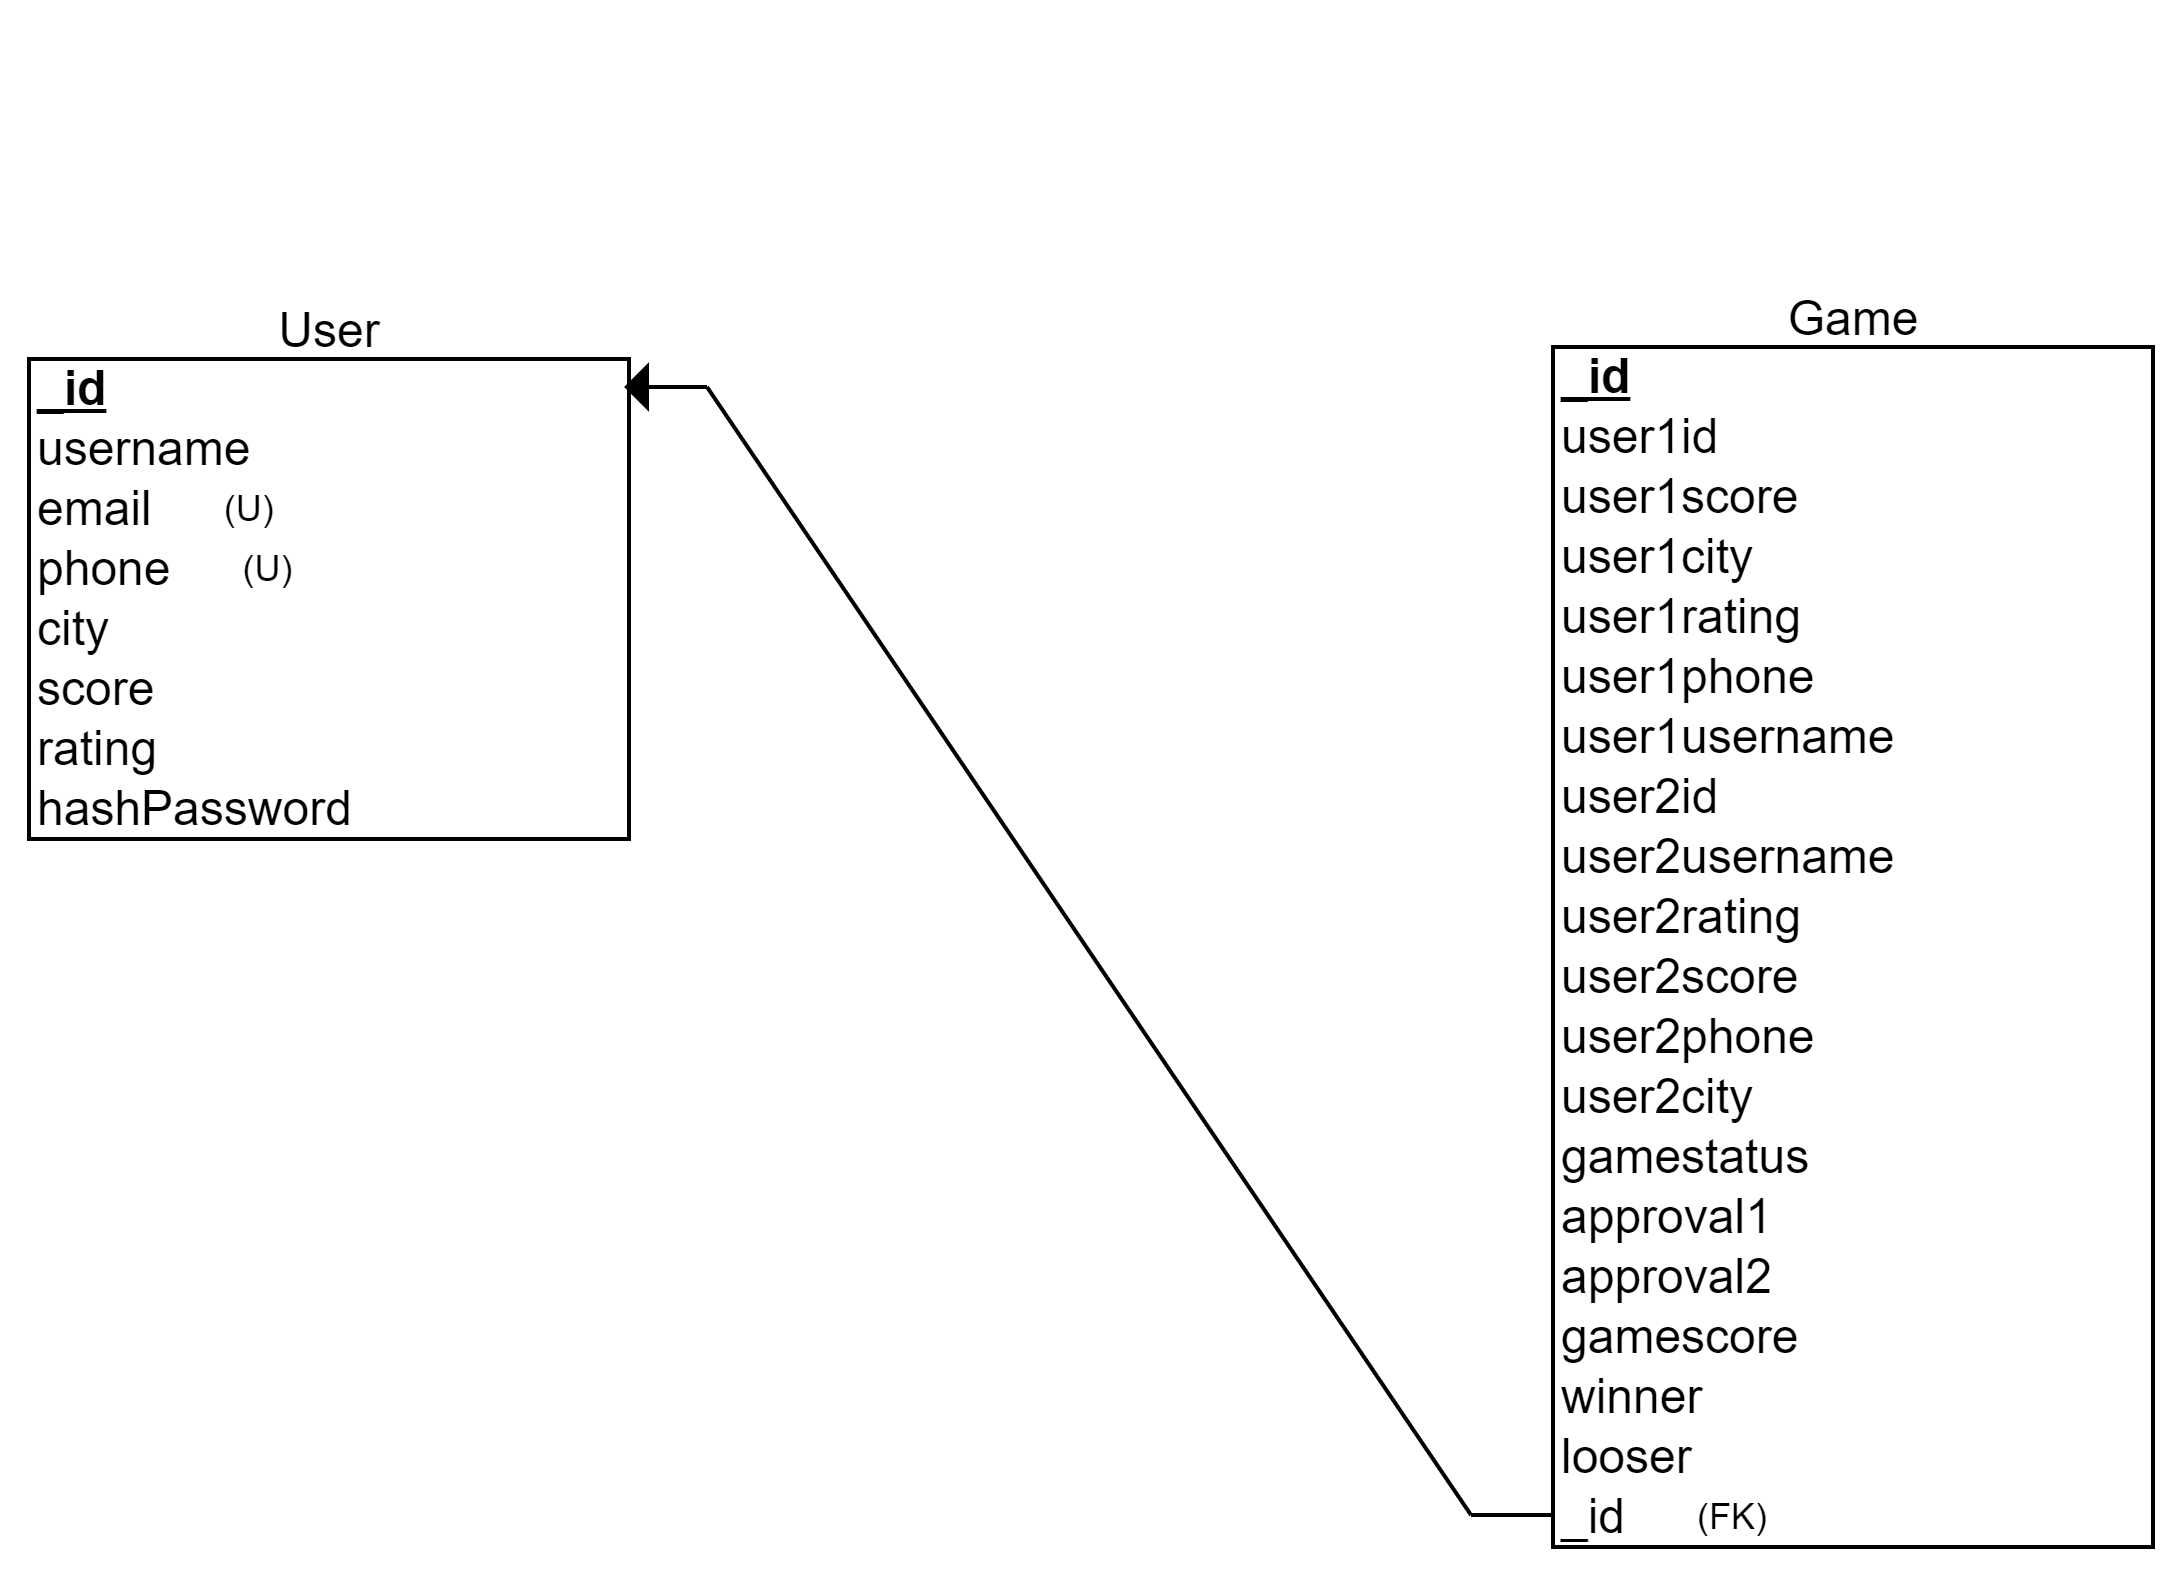 User
_id
username
email (U)
phone (U)
city
score
rating
hashPassword
Game
_id
user1id
user1score
user1city
user1rating
user1phone
user1username
user2id
user2username
user2rating
user2score
user2phone
user2city
gamestatus
approval1
approval2
gamescore
winner
looser
_id (FK)